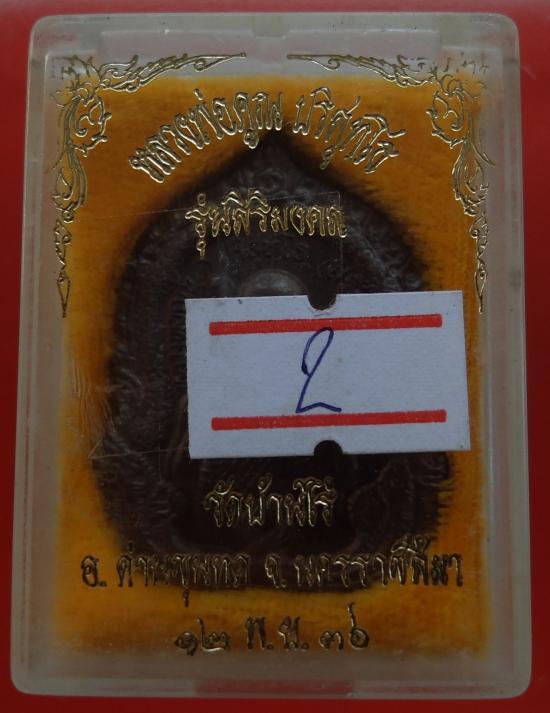 หลวงพ่อคูณ ปริสุทฺโธ
รุ่นสิริมงคล
2
วัดบ้านไร่
อ. ด่านขุนทด จ. นครราชสีมา
๑๒ พ.ย. ๓๖